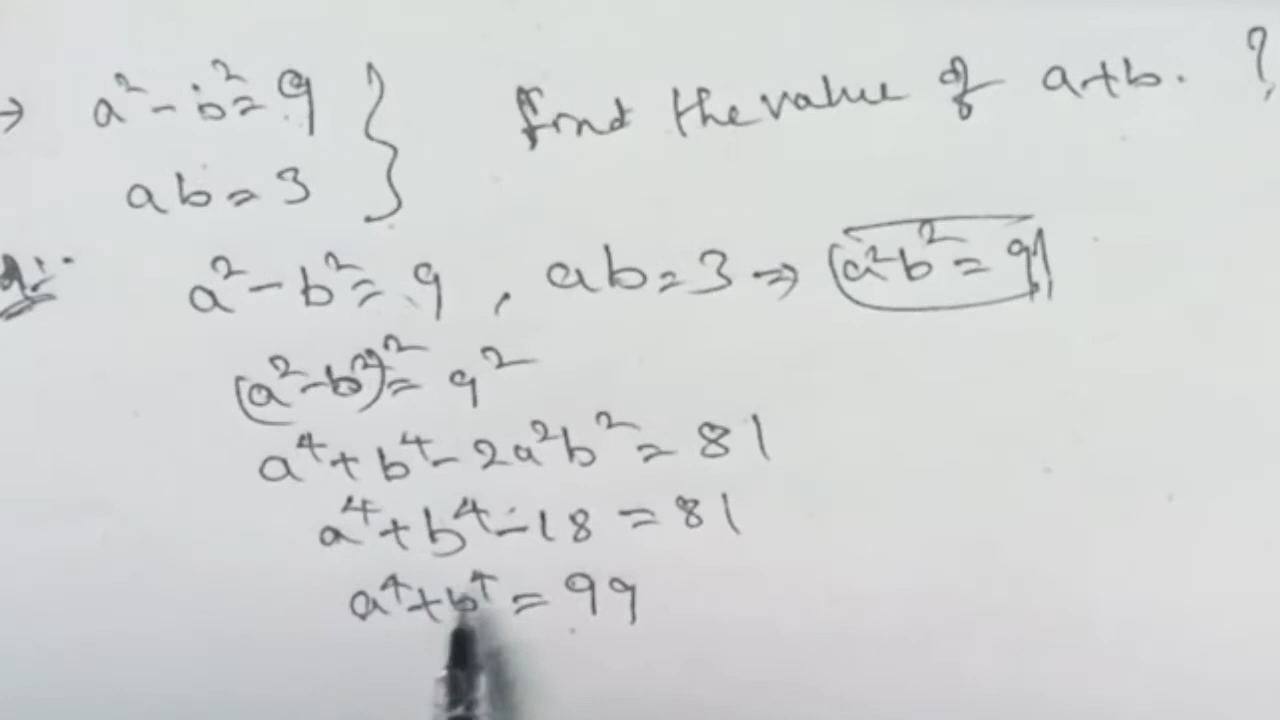 → a² - b² = 9 } find the value of a+b. ?
ab = 3
a² - b² = 9 , ab = 3 ⇒ a²b² = 9
(a² - b²)² = 9²
a⁴ + b⁴ - 2a²b² = 81
a⁴ + b⁴ - 18 = 81
a⁴ + b⁴ = 99